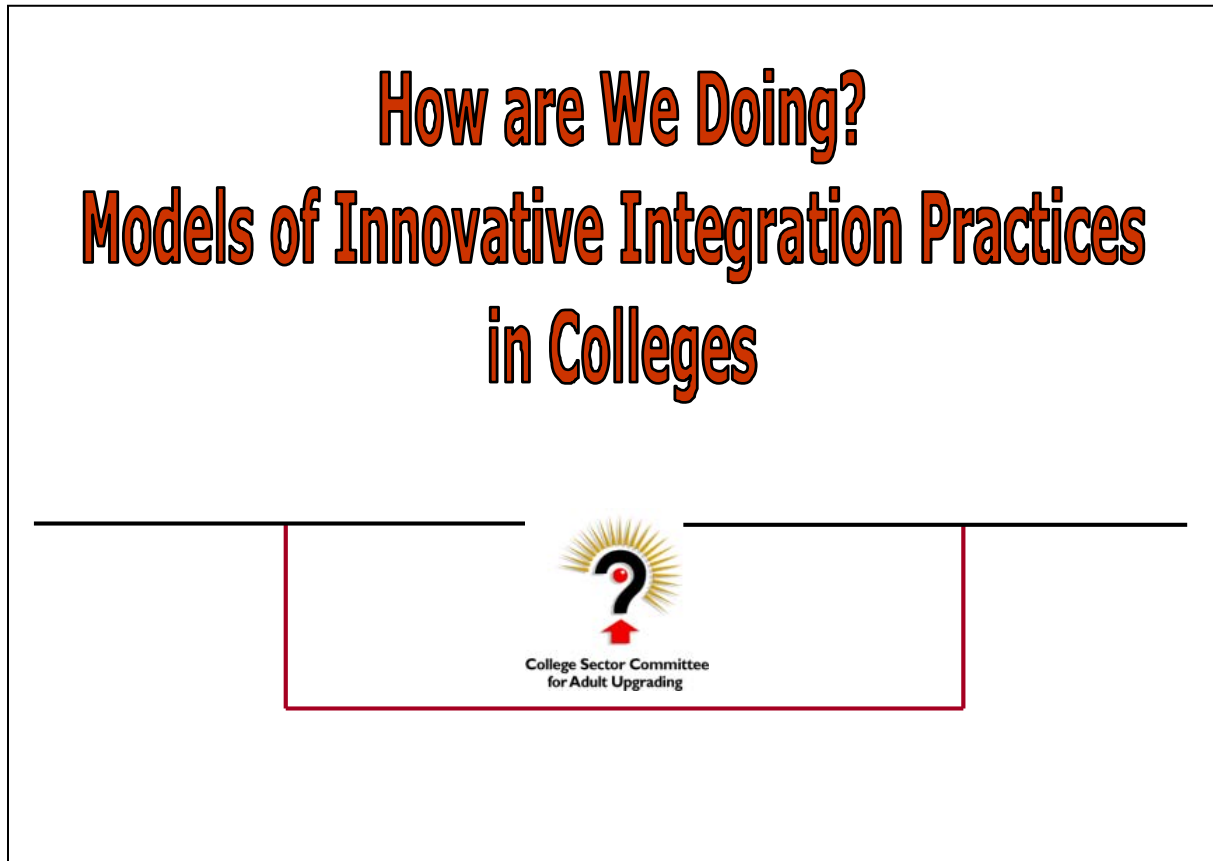 How are We Doing?
Models of Innovative Integration Practices
in Colleges
College Sector Committee
for Adult Upgrading